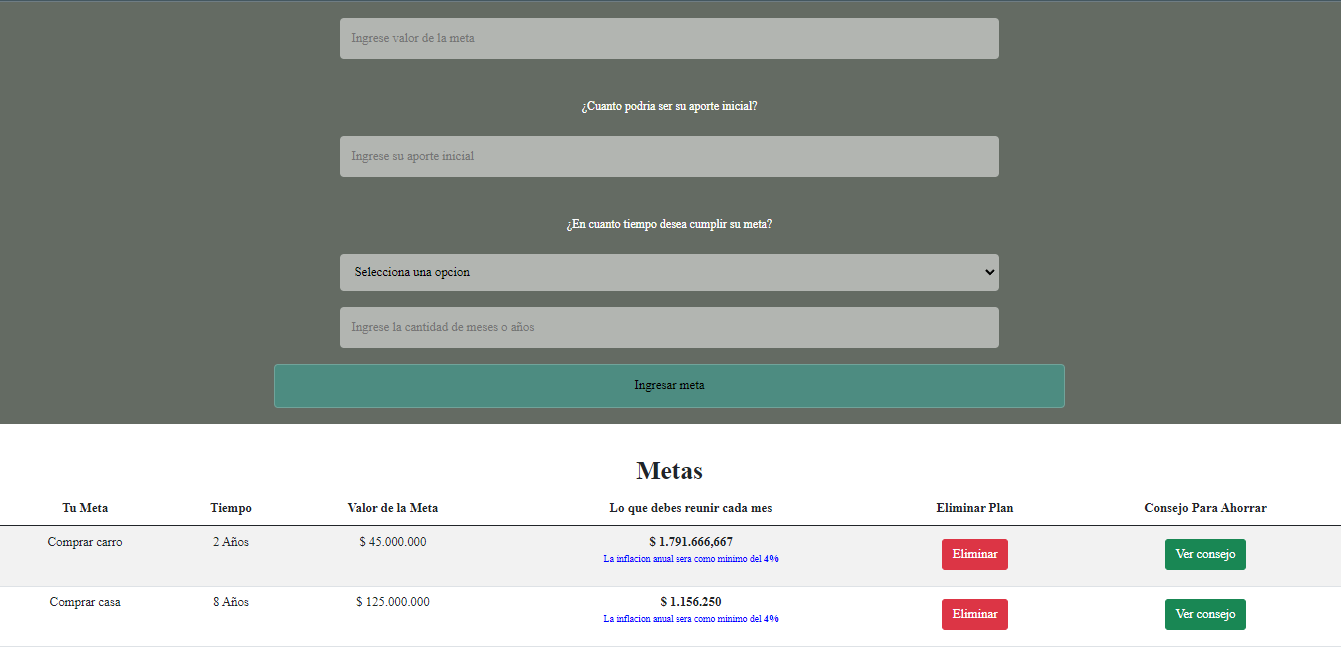 Ingrese valor de la meta
¿Cuanto podria ser su aporte inicial?
Ingrese su aporte inicial
¿En cuanto tiempo desea cumplir su meta?
Selecciona una opcion
Ingrese la cantidad de meses o años
Ingresar meta
Metas
Tu Meta Tiempo Valor de la Meta Lo que debes reunir cada mes Eliminar Plan Consejo Para Ahorrar
Comprar carro 2 Años $ 45.000.000 $ 1.791.666,667 Eliminar Ver consejo
La inflacion anual sera como minimo del 4%
Comprar casa 8 Años $ 125.000.000 $ 1.156.250 Eliminar Ver consejo
La inflacion anual sera como minimo del 4%